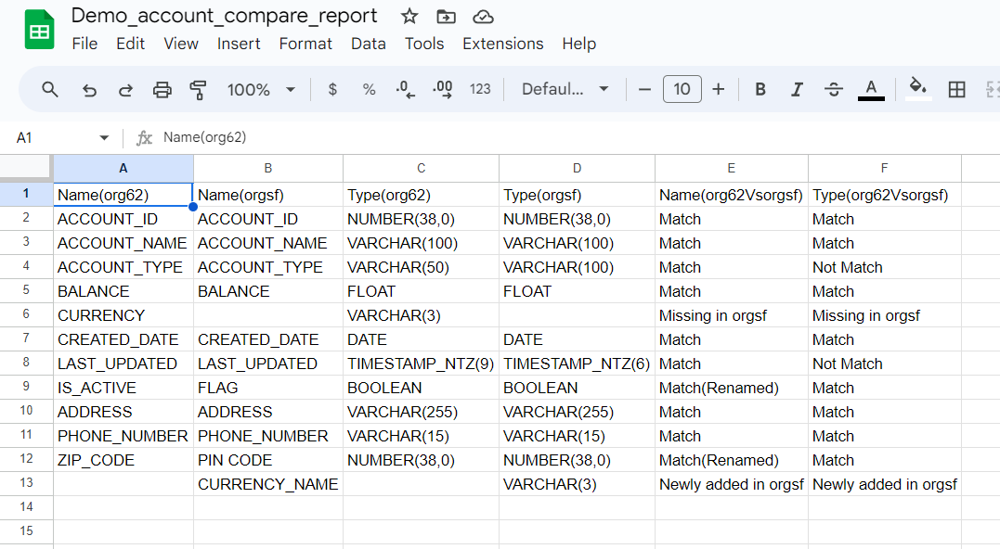 Demo_account_compare_report
File Edit View Insert Format Data Tools Extensions Help
100% $ % .0 .00 123 Defaul... − 10 + B I S A
A1 fx Name(org62)
A B C D E F
1 Name(org62) Name(orgsf) Type(org62) Type(orgsf) Name(org62Vsorgsf) Type(org62Vsorgsf)
2 ACCOUNT_ID ACCOUNT_ID NUMBER(38,0) NUMBER(38,0) Match Match
3 ACCOUNT_NAME ACCOUNT_NAME VARCHAR(100) VARCHAR(100) Match Match
4 ACCOUNT_TYPE ACCOUNT_TYPE VARCHAR(50) VARCHAR(100) Match Not Match
5 BALANCE BALANCE FLOAT FLOAT Match Match
6 CURRENCY VARCHAR(3) Missing in orgsf Missing in orgsf
7 CREATED_DATE CREATED_DATE DATE DATE Match Match
8 LAST_UPDATED LAST_UPDATED TIMESTAMP_NTZ(9) TIMESTAMP_NTZ(6) Match Not Match
9 IS_ACTIVE FLAG BOOLEAN BOOLEAN Match(Renamed) Match
10 ADDRESS ADDRESS VARCHAR(255) VARCHAR(255) Match Match
11 PHONE_NUMBER PHONE_NUMBER VARCHAR(15) VARCHAR(15) Match Match
12 ZIP_CODE PIN CODE NUMBER(38,0) NUMBER(38,0) Match(Renamed) Match
13 CURRENCY_NAME VARCHAR(3) Newly added in orgsf Newly added in orgsf
14
15